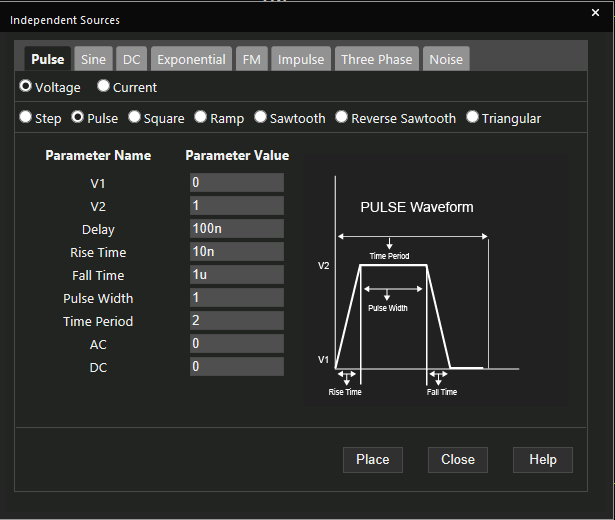 Independent Sources
Pulse Sine DC Exponential FM Impulse Three Phase Noise
Voltage Current
Step Pulse Square Ramp Sawtooth Reverse Sawtooth Triangular
Parameter Name Parameter Value
V1 0
V2 1
Delay 100n
Rise Time 10n
Fall Time 1u
Pulse Width 1
Time Period 2
AC 0
DC 0
PULSE Waveform
Time Period
V2
Pulse Width
V1
Rise Time Fall Time
Place Close Help